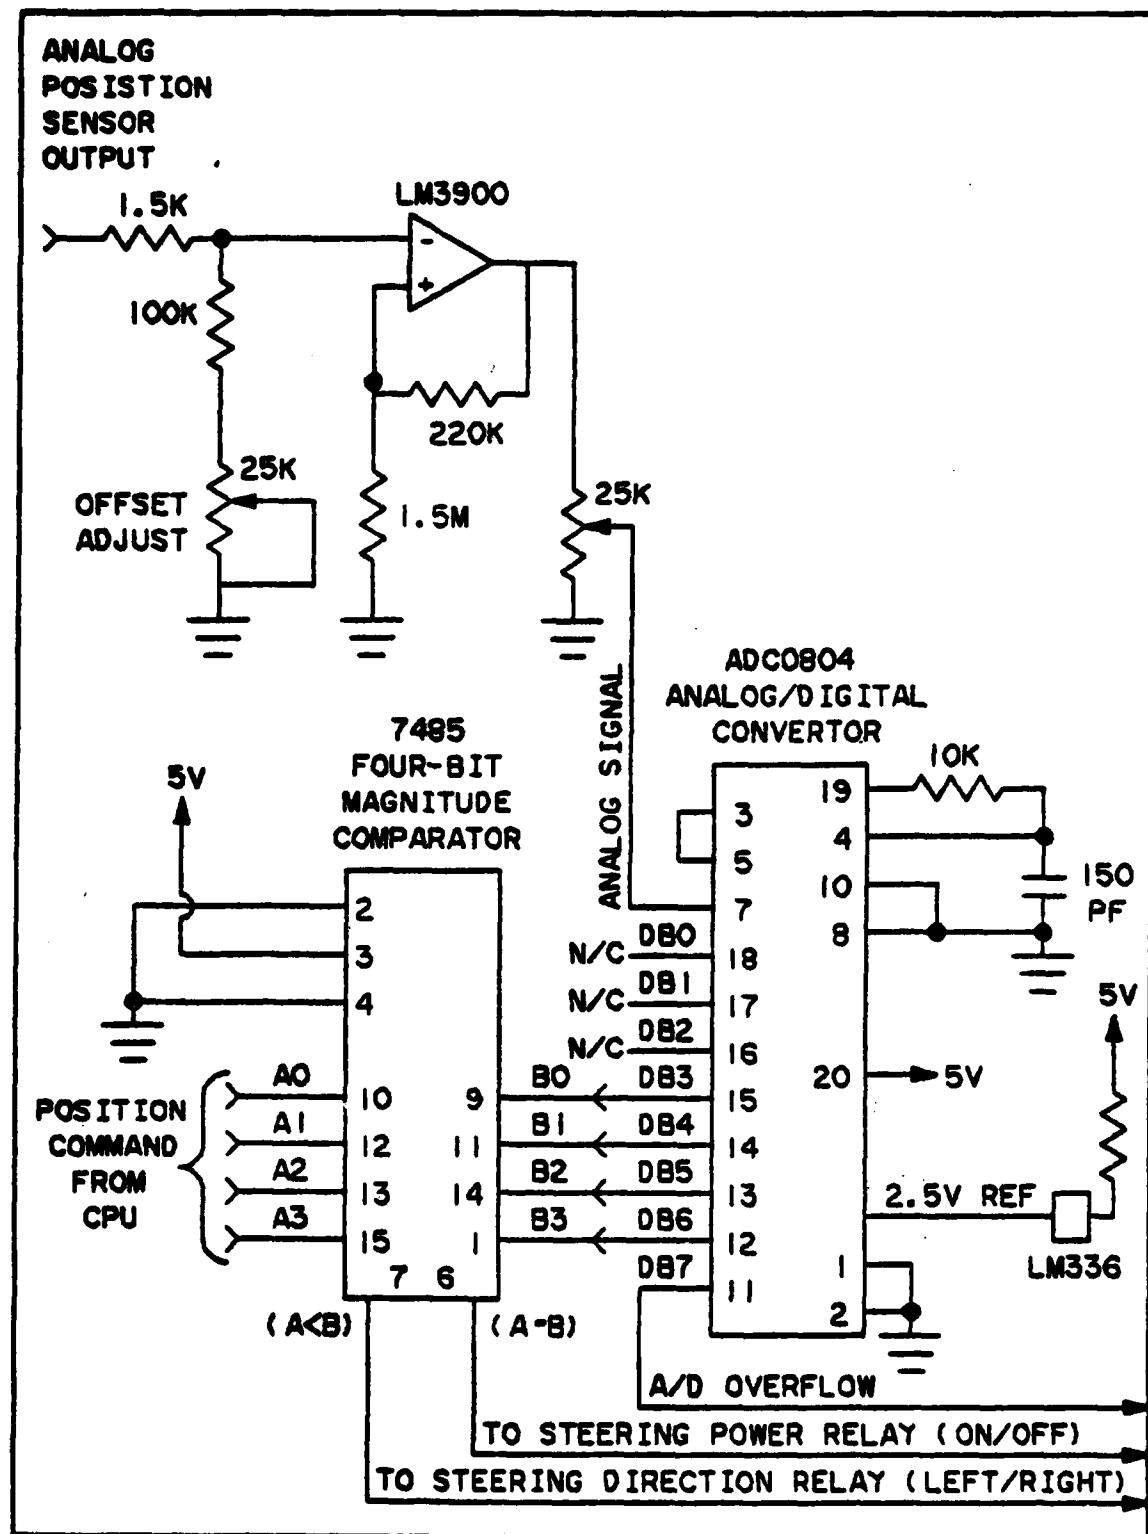 ANALOG
POSISTION
SENSOR
OUTPUT
1.5K
LM3900
-
+
100K
220K
25K
OFFSET
ADJUST
1.5M
25K
ANALOG SIGNAL
ADC0804
ANALOG/DIGITAL
CONVERTOR
7485
FOUR-BIT
MAGNITUDE
COMPARATOR
5V
10K
19
3
4
5
10
150
PF
7
8
2
3
4
N/C DB0 18
N/C DB1 17
N/C DB2 16
5V
20 5V
POSITION
COMMAND
FROM
CPU
A0 10 9 B0 DB3 15
A1 12 11 B1 DB4 14
A2 13 14 B2 DB5 13
A3 15 1 B3 DB6 12
2.5V REF
LM336
7 6
DB7 11
1
2
(A<B) (A=B)
A/D OVERFLOW
TO STEERING POWER RELAY (ON/OFF)
TO STEERING DIRECTION RELAY (LEFT/RIGHT)